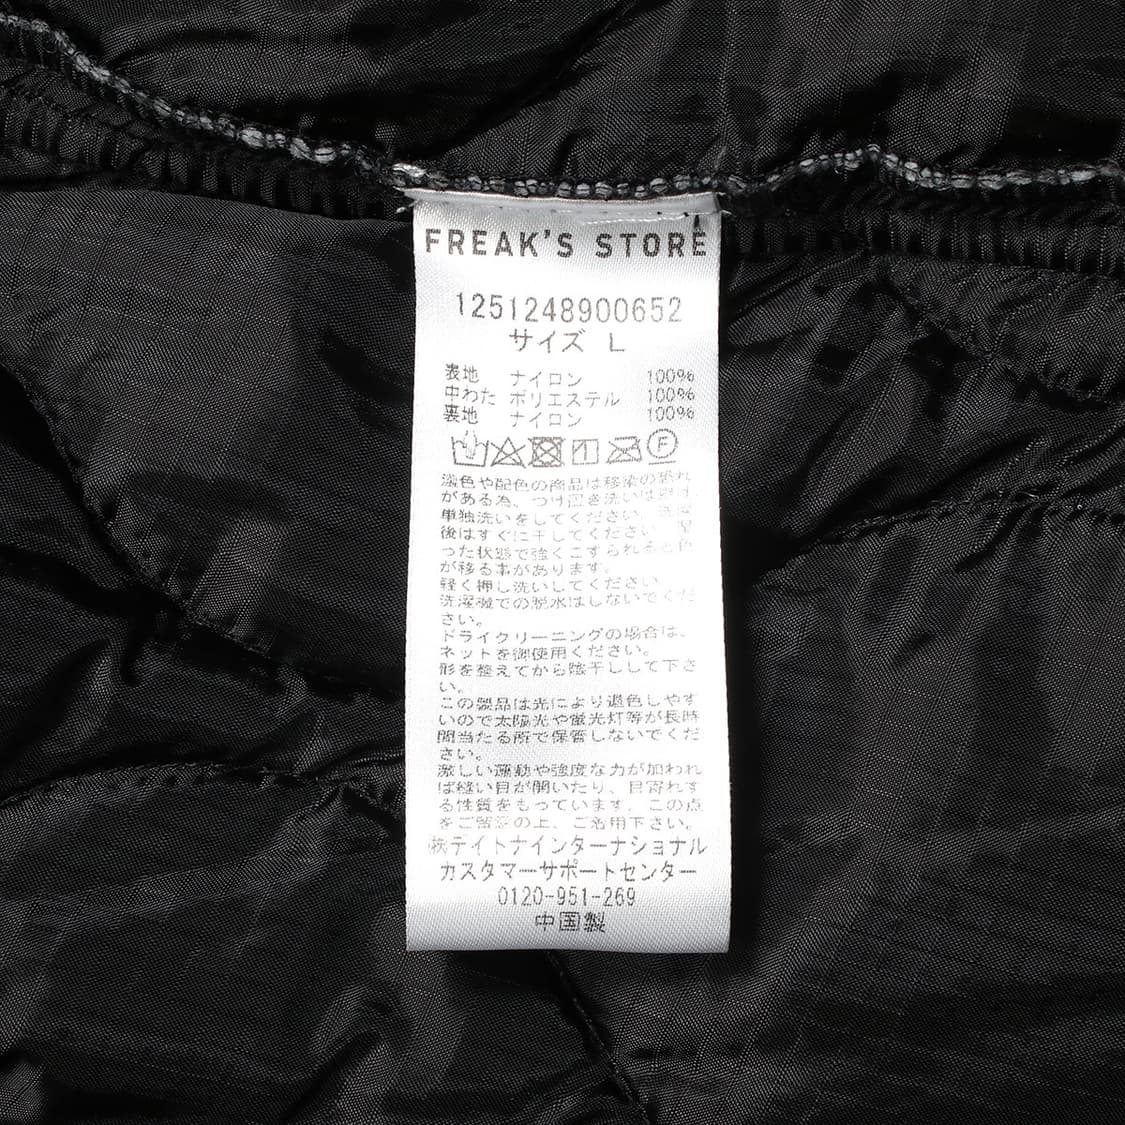 FREAK'S STORE
1251248900652
サイズ L
表地 ナイロン 100%
中わた ポリエステル 100%
裏地 ナイロン 100%
濃色や配色の商品は移染の恐れ
がある為、つけ置き洗いは避け、
単独洗いをしてください。洗濯
後はすぐに干してください。湿
った状態で強くこすられると色
が移る事があります。
軽く押し洗いしてください。
洗濯機での脱水はしないでくだ
さい。
ドライクリーニングの場合は、
ネットを御使用ください。
形を整えてから陰干しして下さ
い。
この製品は光により退色しやす
いので太陽光や蛍光灯等が長時
間当たる所で保管しないでくだ
さい。
激しい運動や強度な力が加われ
ば縫い目が開いたり、目寄れす
る性質をもっています。この点
をご留意の上、ご着用下さい。
㈱デイトナインターナショナル
カスタマーサポートセンター
0120-951-269
中国製